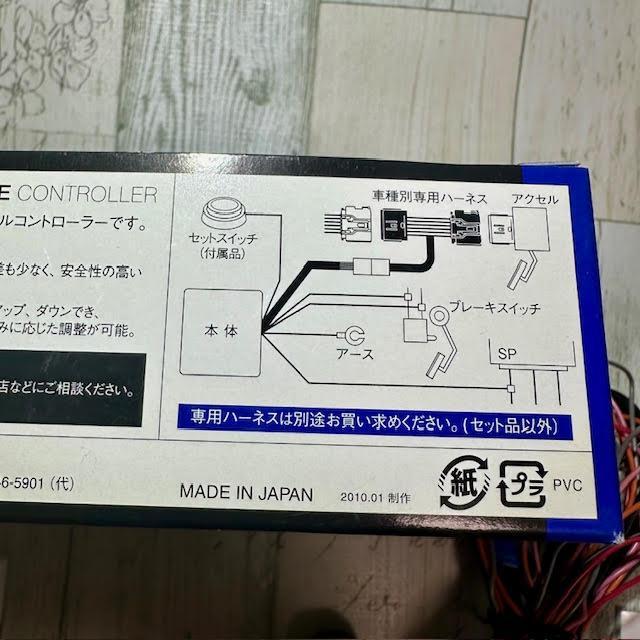 E CONTROLLER
ルコントローラーです。
差も少なく、安全性の高い
アップ、ダウンでき、
みに応じた調整が可能。
店などにご相談ください。
セットスイッチ
(付属品)
車種別専用ハーネス
アクセル
本体
ブレーキスイッチ
アース
SP
専用ハーネスは別途お買い求めください。(セット品以外)
6-5901(代)
MADE IN JAPAN
2010.01 制作
紙
プラ
PVC